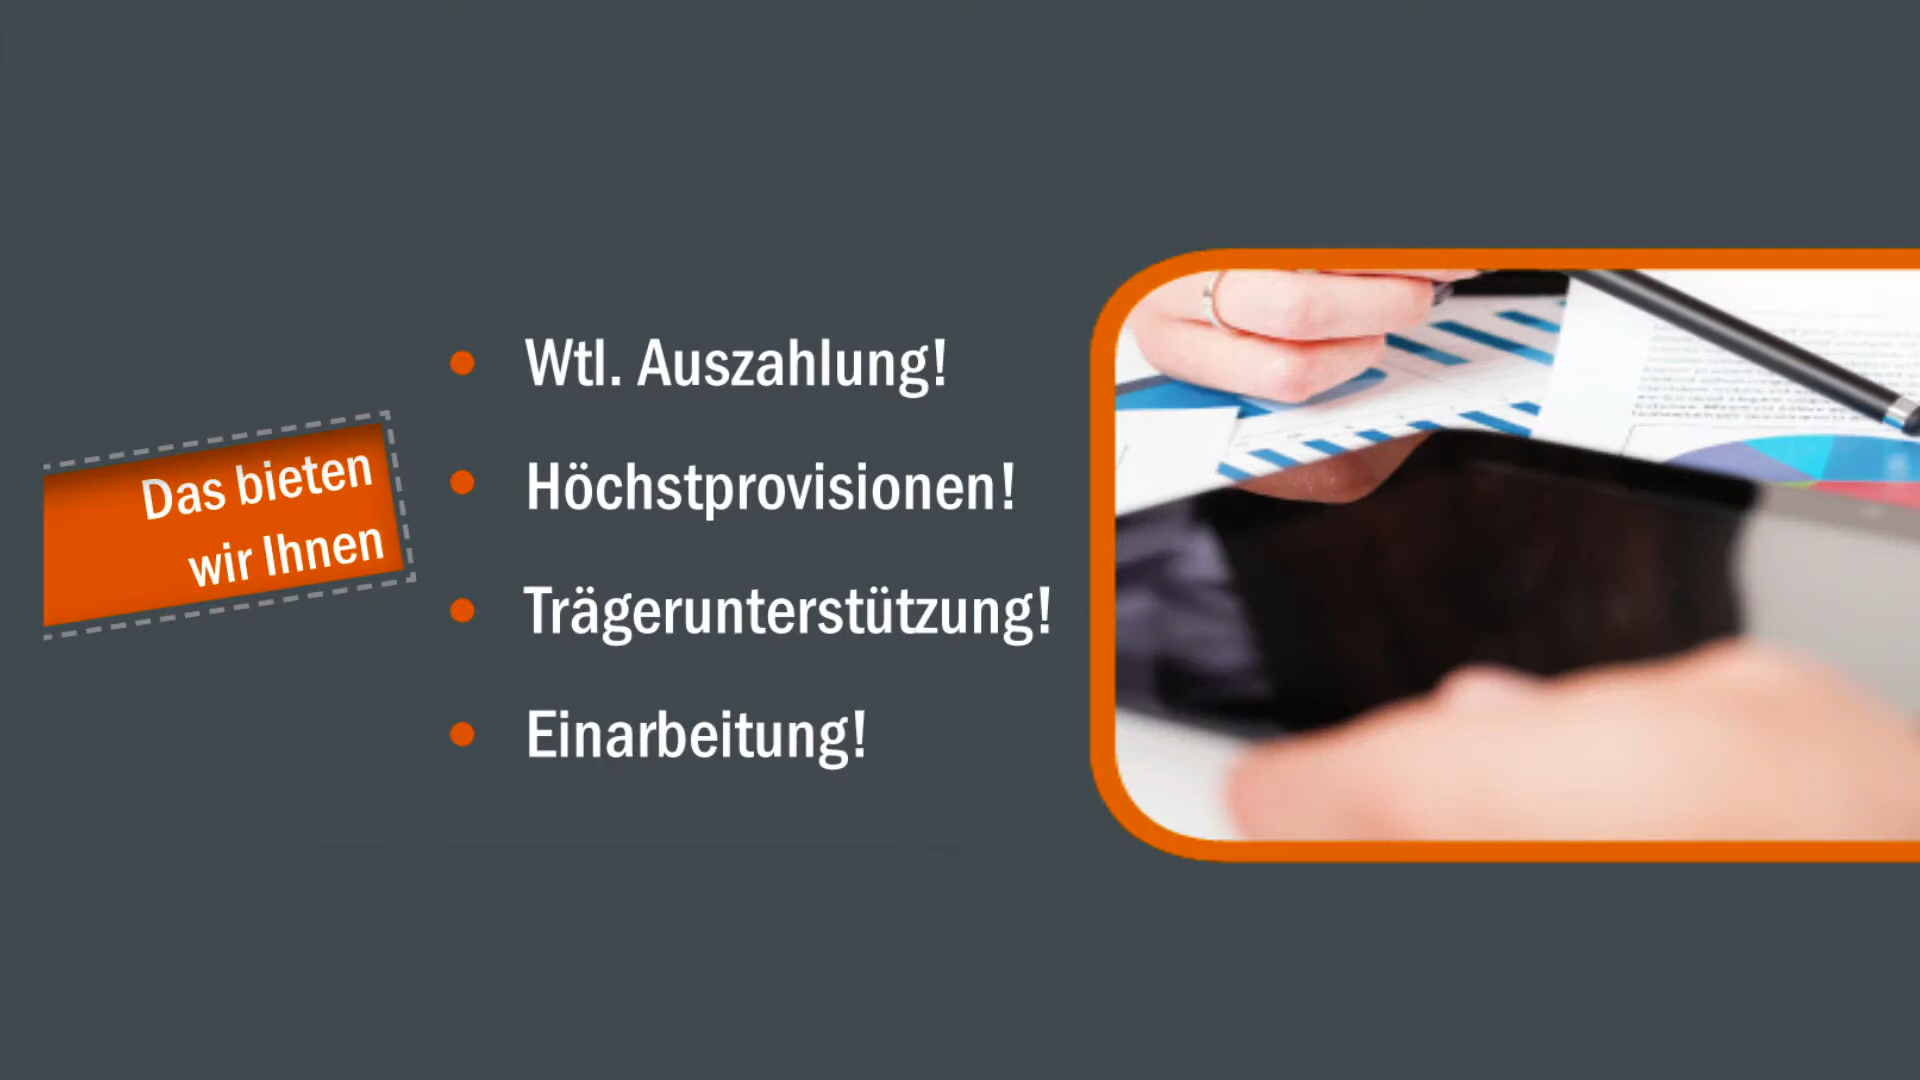 Das bieten
wir Ihnen
Wtl. Auszahlung!
Höchstprovisionen!
Trägerunterstützung!
Einarbeitung!